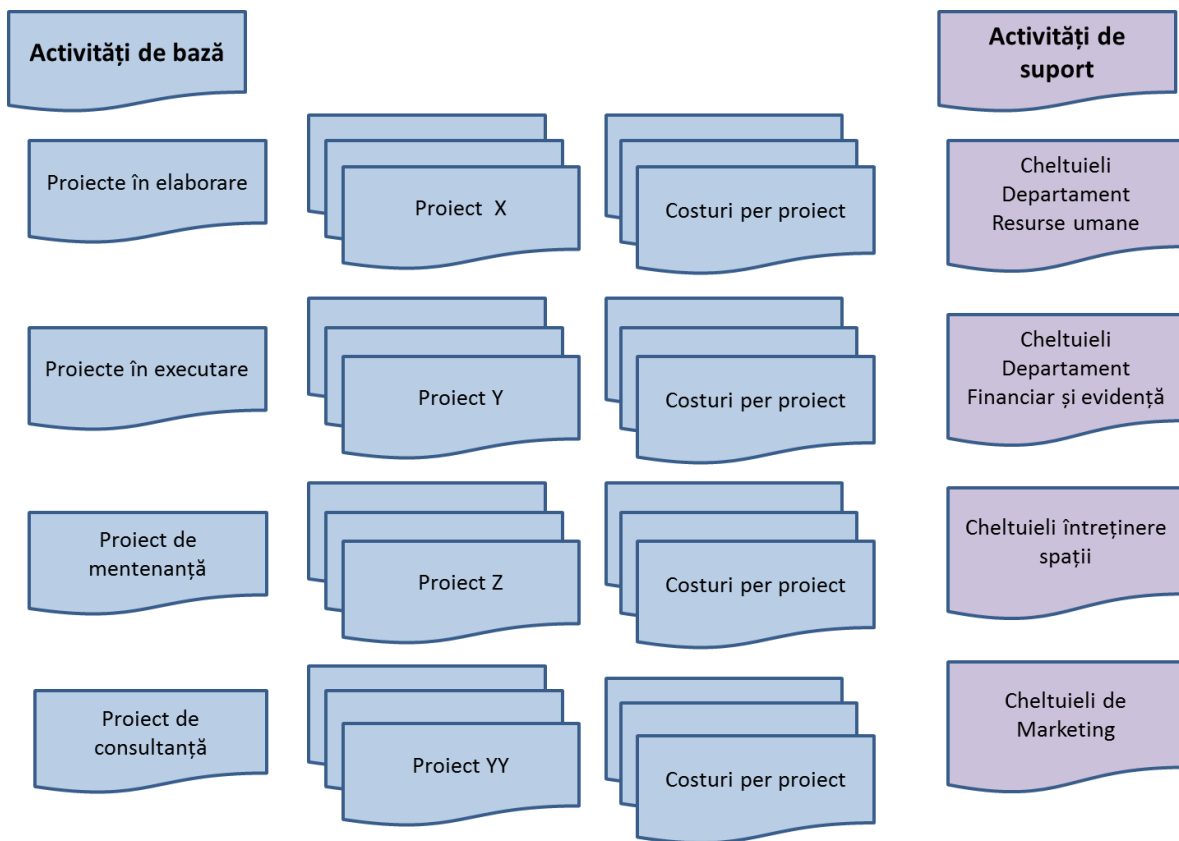 Activități de bază
Activități de
suport
Proiecte în elaborare
Proiect  X
Costuri per proiect
Cheltuieli
Departament
Resurse umane
Proiecte în executare
Proiect Y
Costuri per proiect
Cheltuieli
Departament
Financiar și evidență
Proiect de
mentenanță
Proiect Z
Costuri per proiect
Cheltuieli întreținere
spații
Proiect de
consultanță
Proiect YY
Costuri per proiect
Cheltuieli de
Marketing